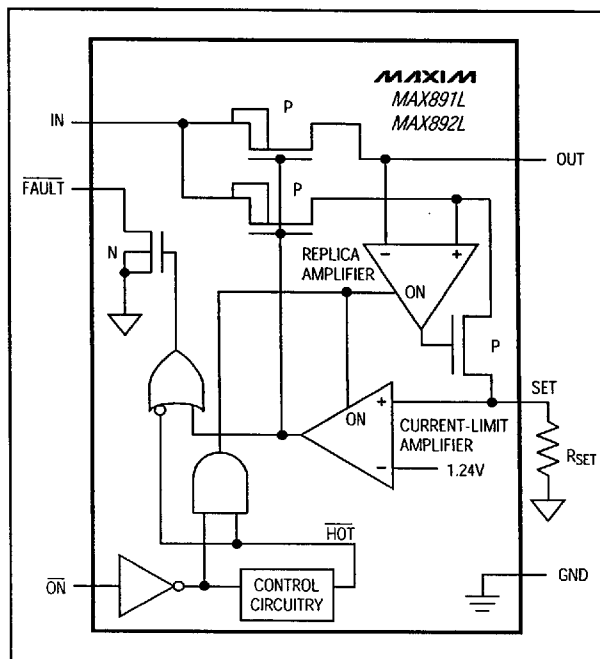 MAXIM
MAX891L
MAX892L
IN
P
OUT
FAULT
P
N
REPLICA
AMPLIFIER
−
+
ON
P
SET
ON
+
CURRENT-LIMIT
AMPLIFIER
−
1.24V
RSET
HOT
ON
CONTROL
CIRCUITRY
GND